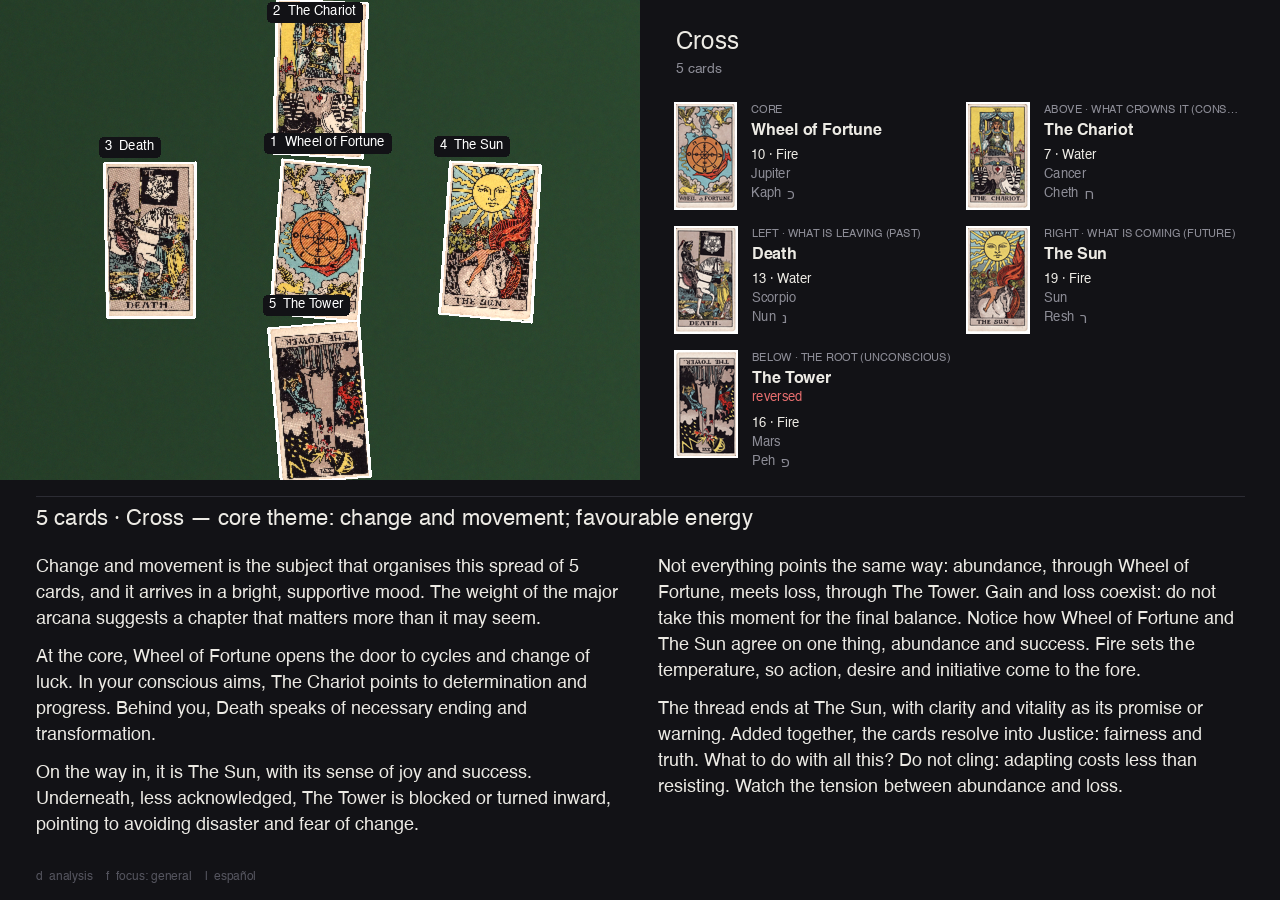 2 The Chariot
3 Death
1 Wheel of Fortune
4 The Sun
5 The Tower
DEATH.
THE SUN .
THE TOWER.
Cross
5 cards
CORE
Wheel of Fortune
10 · Fire
Jupiter
Kaph כ
WHEEL of FORTUNE
ABOVE · WHAT CROWNS IT (CONS…
The Chariot
7 · Water
Cancer
Cheth ח
THE CHARIOT.
LEFT · WHAT IS LEAVING (PAST)
Death
13 · Water
Scorpio
Nun נ
DEATH.
RIGHT · WHAT IS COMING (FUTURE)
The Sun
19 · Fire
Sun
Resh ר
THE SUN .
BELOW · THE ROOT (UNCONSCIOUS)
The Tower
reversed
16 · Fire
Mars
Peh פ
THE TOWER.
5 cards · Cross — core theme: change and movement; favourable energy
Change and movement is the subject that organises this spread of 5
cards, and it arrives in a bright, supportive mood. The weight of the major
arcana suggests a chapter that matters more than it may seem.
At the core, Wheel of Fortune opens the door to cycles and change of
luck. In your conscious aims, The Chariot points to determination and
progress. Behind you, Death speaks of necessary ending and
transformation.
On the way in, it is The Sun, with its sense of joy and success.
Underneath, less acknowledged, The Tower is blocked or turned inward,
pointing to avoiding disaster and fear of change.
Not everything points the same way: abundance, through Wheel of
Fortune, meets loss, through The Tower. Gain and loss coexist: do not
take this moment for the final balance. Notice how Wheel of Fortune and
The Sun agree on one thing, abundance and success. Fire sets the
temperature, so action, desire and initiative come to the fore.
The thread ends at The Sun, with clarity and vitality as its promise or
warning. Added together, the cards resolve into Justice: fairness and
truth. What to do with all this? Do not cling: adapting costs less than
resisting. Watch the tension between abundance and loss.
d analysis f focus: general l español